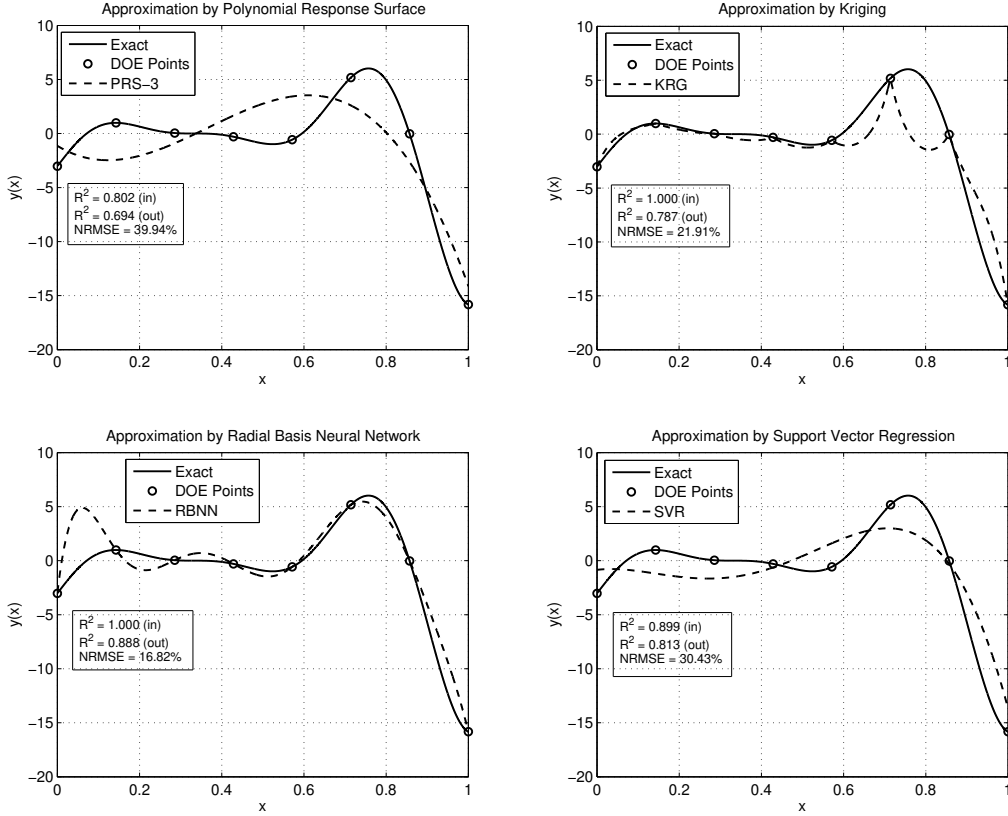 Approximation by Polynomial Response Surface
10
5
0
−5
−10
−15
−20
y(x)
Exact
DOE Points
PRS−3
R2 = 0.802 (in)
R2 = 0.694 (out)
NRMSE = 39.94%
0 0.2 0.4 0.6 0.8 1
x
Approximation by Kriging
10
5
0
−5
−10
−15
−20
y(x)
Exact
DOE Points
KRG
R2 = 1.000 (in)
R2 = 0.787 (out)
NRMSE = 21.91%
0 0.2 0.4 0.6 0.8 1
x
Approximation by Radial Basis Neural Network
10
5
0
−5
−10
−15
−20
y(x)
Exact
DOE Points
RBNN
R2 = 1.000 (in)
R2 = 0.888 (out)
NRMSE = 16.82%
0 0.2 0.4 0.6 0.8 1
x
Approximation by Support Vector Regression
10
5
0
−5
−10
−15
−20
y(x)
Exact
DOE Points
SVR
R2 = 0.899 (in)
R2 = 0.813 (out)
NRMSE = 30.43%
0 0.2 0.4 0.6 0.8 1
x